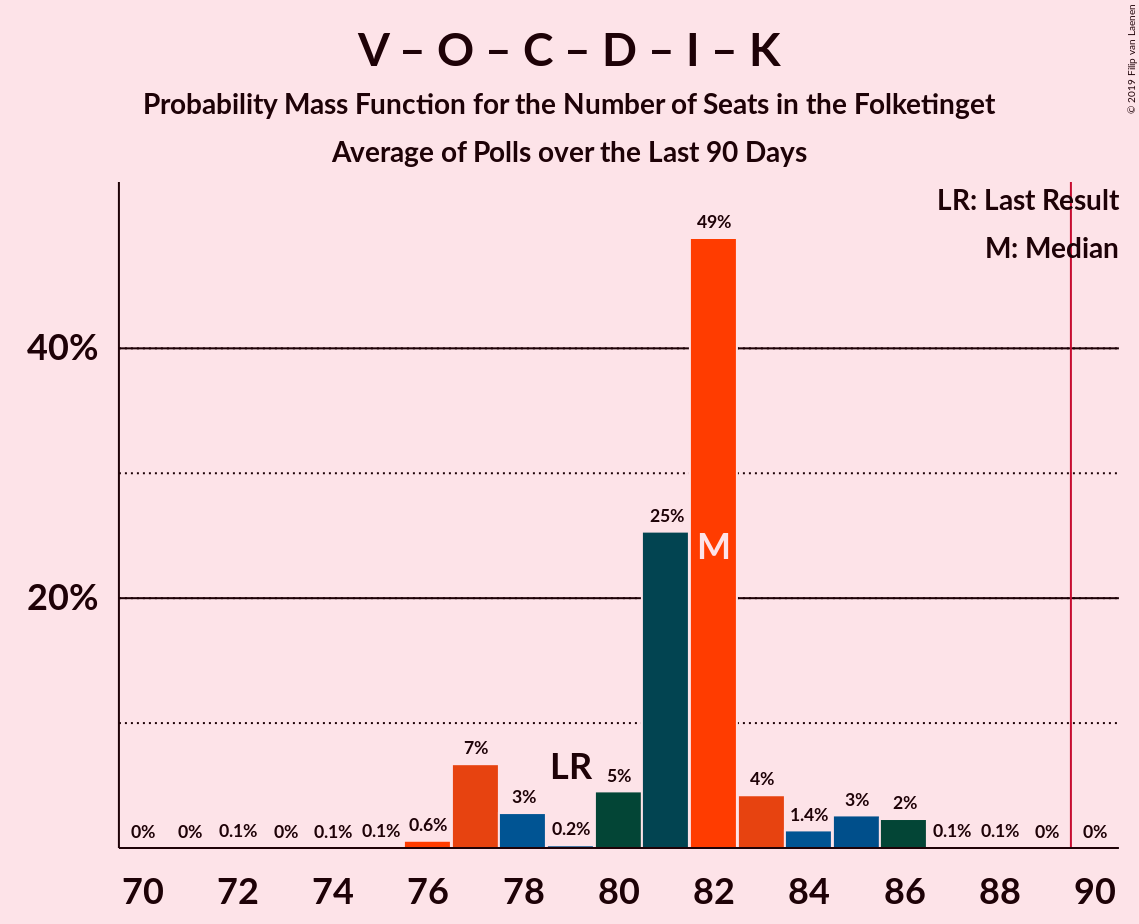 V – O – C – D – I – K
Probability Mass Function for the Number of Seats in the Folketinget
Average of Polls over the Last 90 Days
© 2019 Filip van Laenen
LR: Last Result
M: Median
49%
40%
25%
M
20%
7%
LR
5%
4%
3%
3%
2%
1.4%
0.6%
0.2%
0%
0%
0.1%
0%
0.1%
0.1%
0.1%
0.1%
0%
0%
70 72 74 76 78 80 82 84 86 88 90